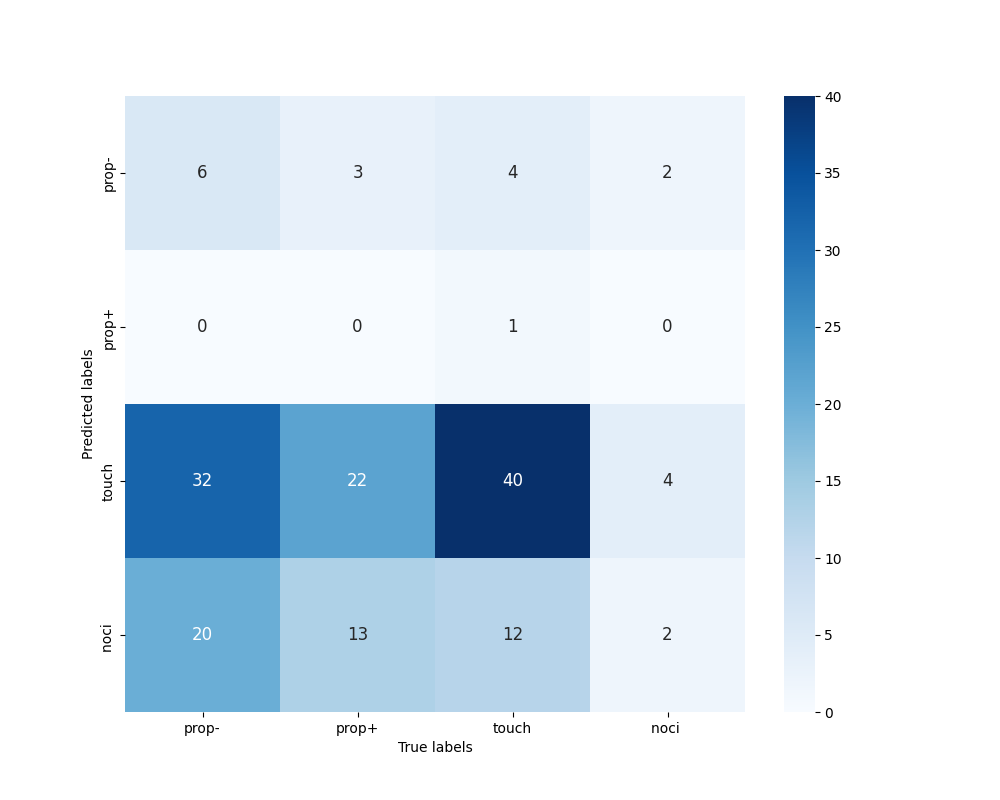 40
prop-
6 3 4 2
35
30
prop+
0 0 1 0
25
Predicted labels
20
touch
32 22 40 4
15
10
noci
20 13 12 2
5
0
prop- prop+ touch noci
True labels